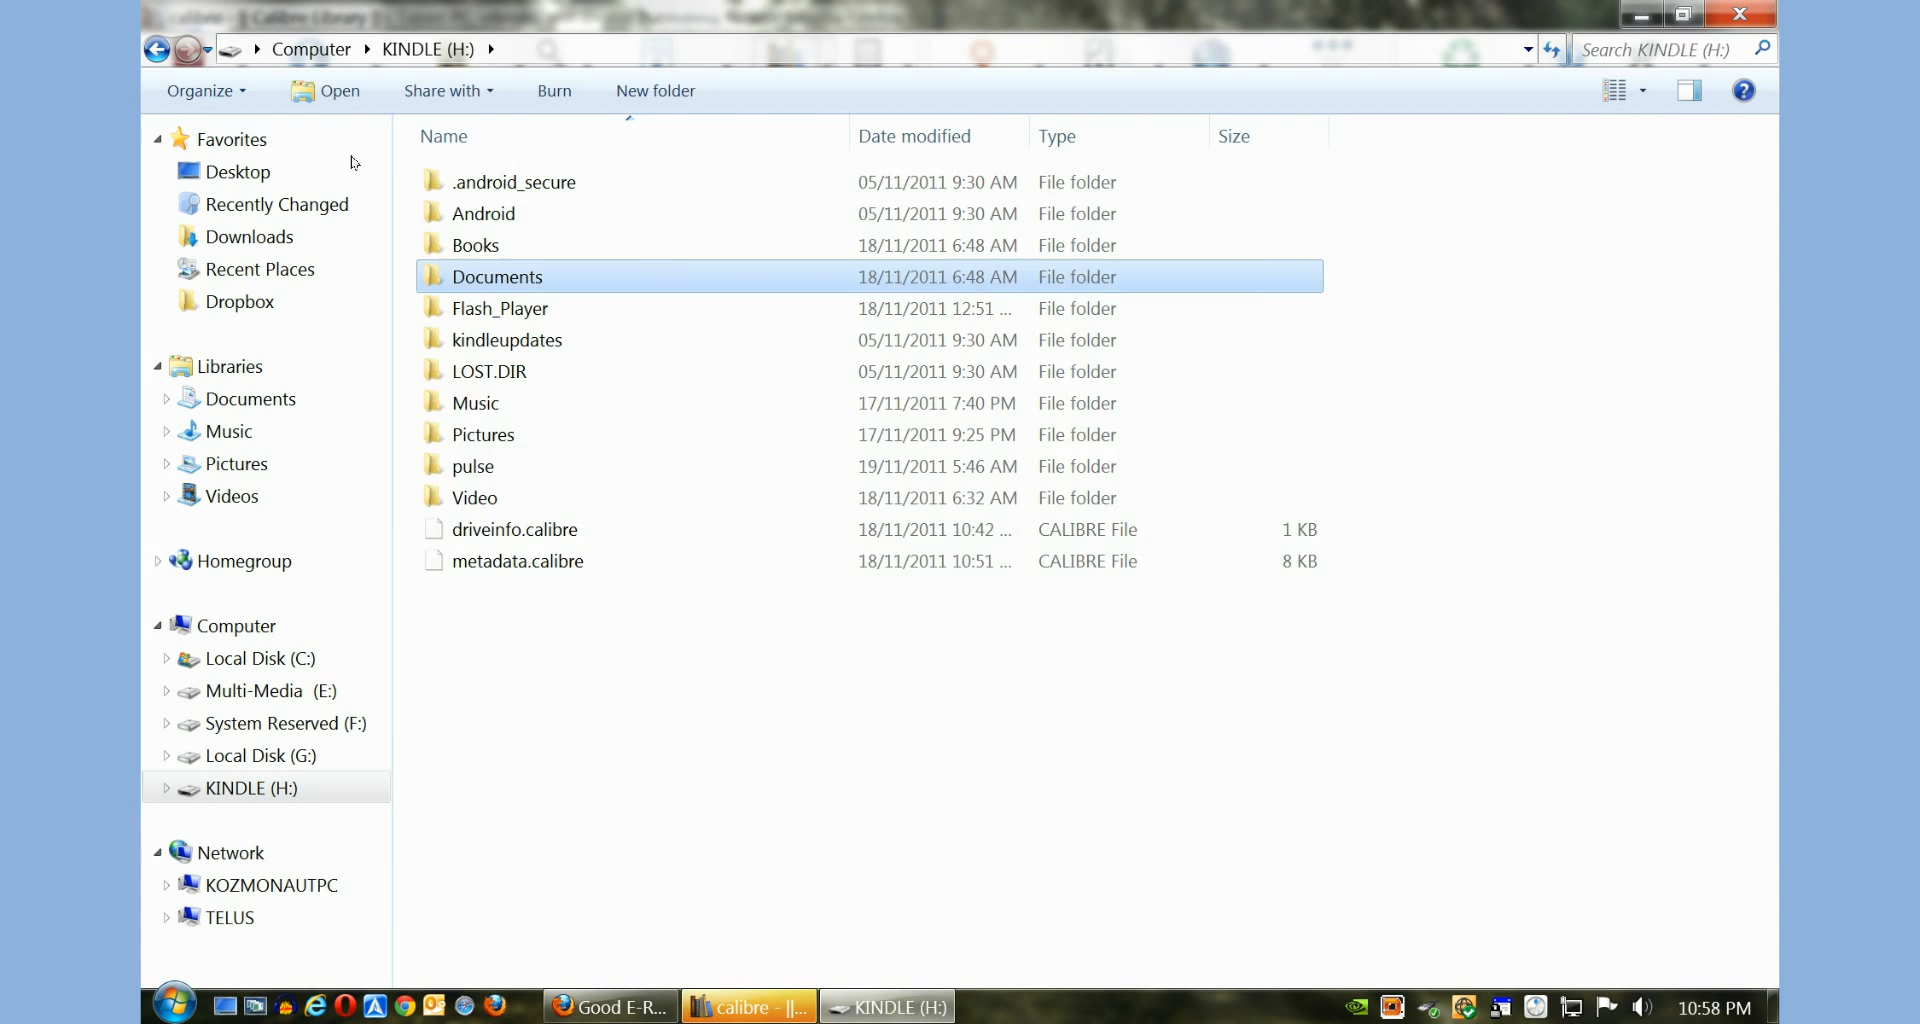 Computer KINDLE (H:) Search KINDLE (H:)
Organize Open Share with Burn New folder
Name Date modified Type Size
Favorites
Desktop
Recently Changed
Downloads
Recent Places
Dropbox
Libraries
Documents
Music
Pictures
Videos
Homegroup
Computer
Local Disk (C:)
Multi-Media (E:)
System Reserved (F:)
Local Disk (G:)
KINDLE (H:)
Network
KOZMONAUTPC
TELUS
.android_secure 05/11/2011 9:30 AM File folder
Android 05/11/2011 9:30 AM File folder
Books 18/11/2011 6:48 AM File folder
Documents 18/11/2011 6:48 AM File folder
Flash_Player 18/11/2011 12:51 ... File folder
kindleupdates 05/11/2011 9:30 AM File folder
LOST.DIR 05/11/2011 9:30 AM File folder
Music 17/11/2011 7:40 PM File folder
Pictures 17/11/2011 9:25 PM File folder
pulse 19/11/2011 5:46 AM File folder
Video 18/11/2011 6:32 AM File folder
driveinfo.calibre 18/11/2011 10:42 ... CALIBRE File 1 KB
metadata.calibre 18/11/2011 10:51 ... CALIBRE File 8 KB
Good E-R... calibre - ||... KINDLE (H:) 10:58 PM